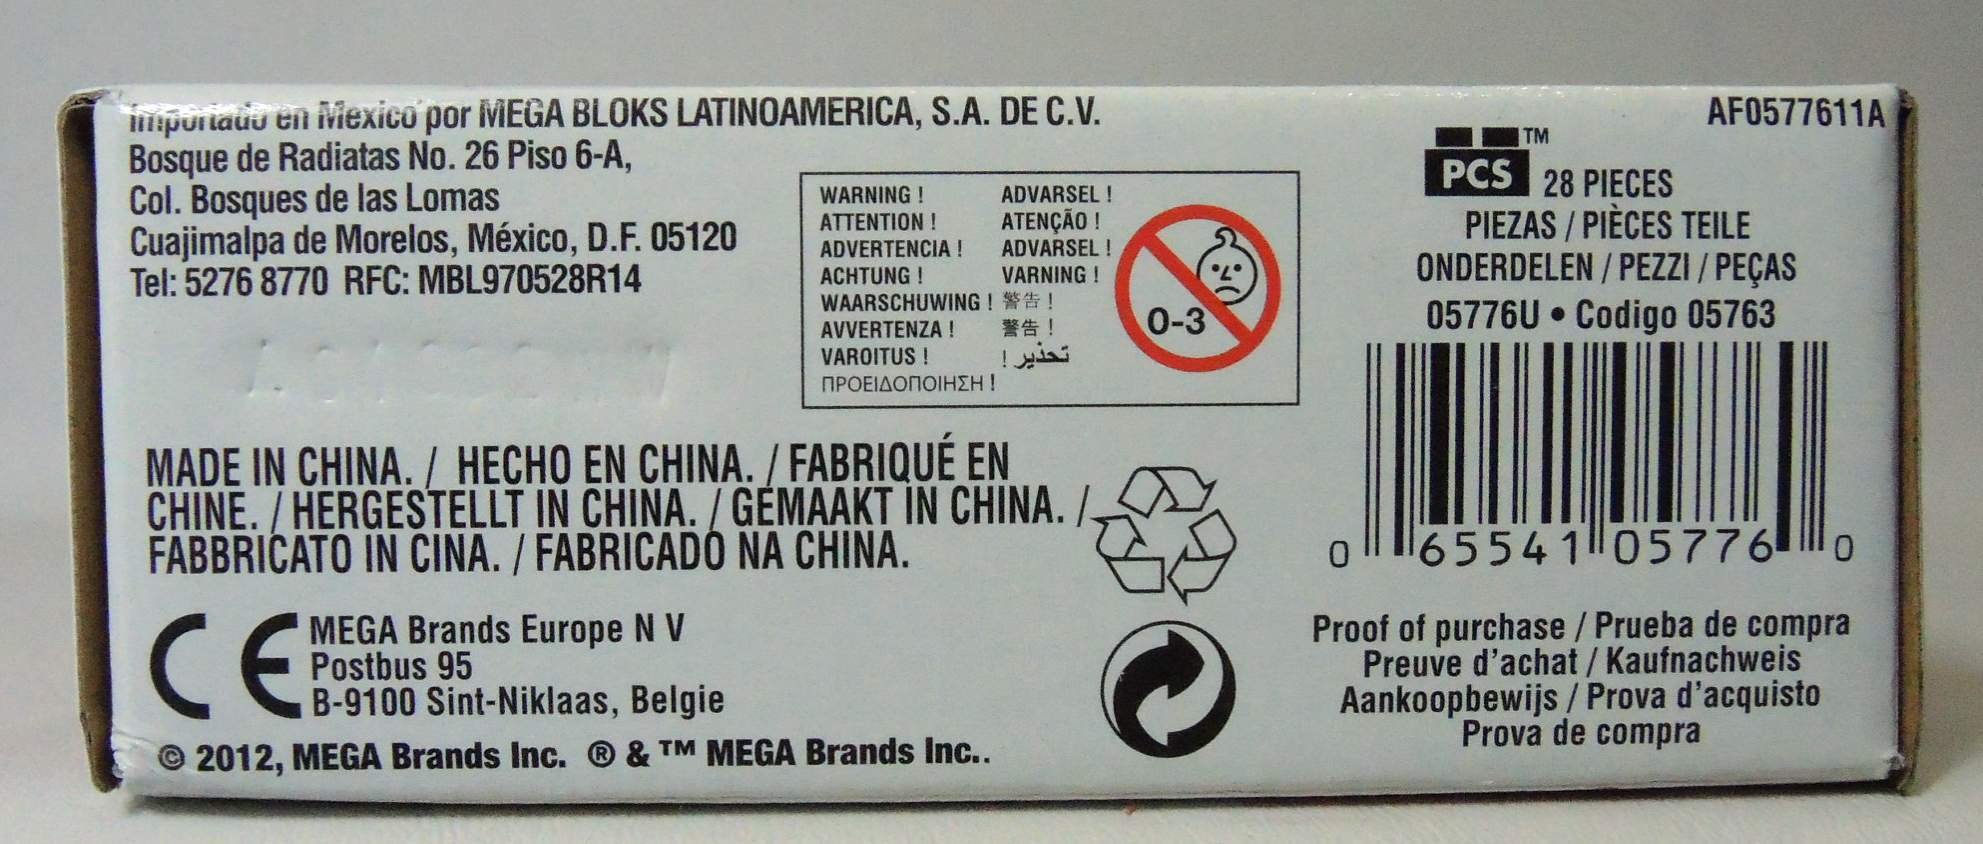 Importado en Mexico por MEGA BLOKS LATINOAMERICA, S.A. DE C.V.
Bosque de Radiatas No. 26 Piso 6-A,
Col. Bosques de las Lomas
Cuajimalpa de Morelos, México, D.F. 05120
Tel: 5276 8770 RFC: MBL970528R14
WARNING !
ATTENTION !
ADVERTENCIA !
ACHTUNG !
WAARSCHUWING !
AVVERTENZA !
VAROITUS !
ΠΡΟΕΙΔΟΠΟΙΗΣΗ !
ADVARSEL !
ATENÇÃO !
ADVARSEL !
VARNING !
警告 !
警告 !
تحذير !
0-3
AF0577611A
PCS ™ 28 PIECES
PIEZAS / PIÈCES TEILE
ONDERDELEN / PEZZI / PEÇAS
05776U • Codigo 05763
0 65541 05776 0
MADE IN CHINA. / HECHO EN CHINA. / FABRIQUÉ EN
CHINE. / HERGESTELLT IN CHINA. / GEMAAKT IN CHINA. /
FABBRICATO IN CINA. / FABRICADO NA CHINA.
CE
MEGA Brands Europe N V
Postbus 95
B-9100 Sint-Niklaas, Belgie
© 2012, MEGA Brands Inc. ® & ™ MEGA Brands Inc..
Proof of purchase / Prueba de compra
Preuve d'achat / Kaufnachweis
Aankoopbewijs / Prova d'acquisto
Prova de compra